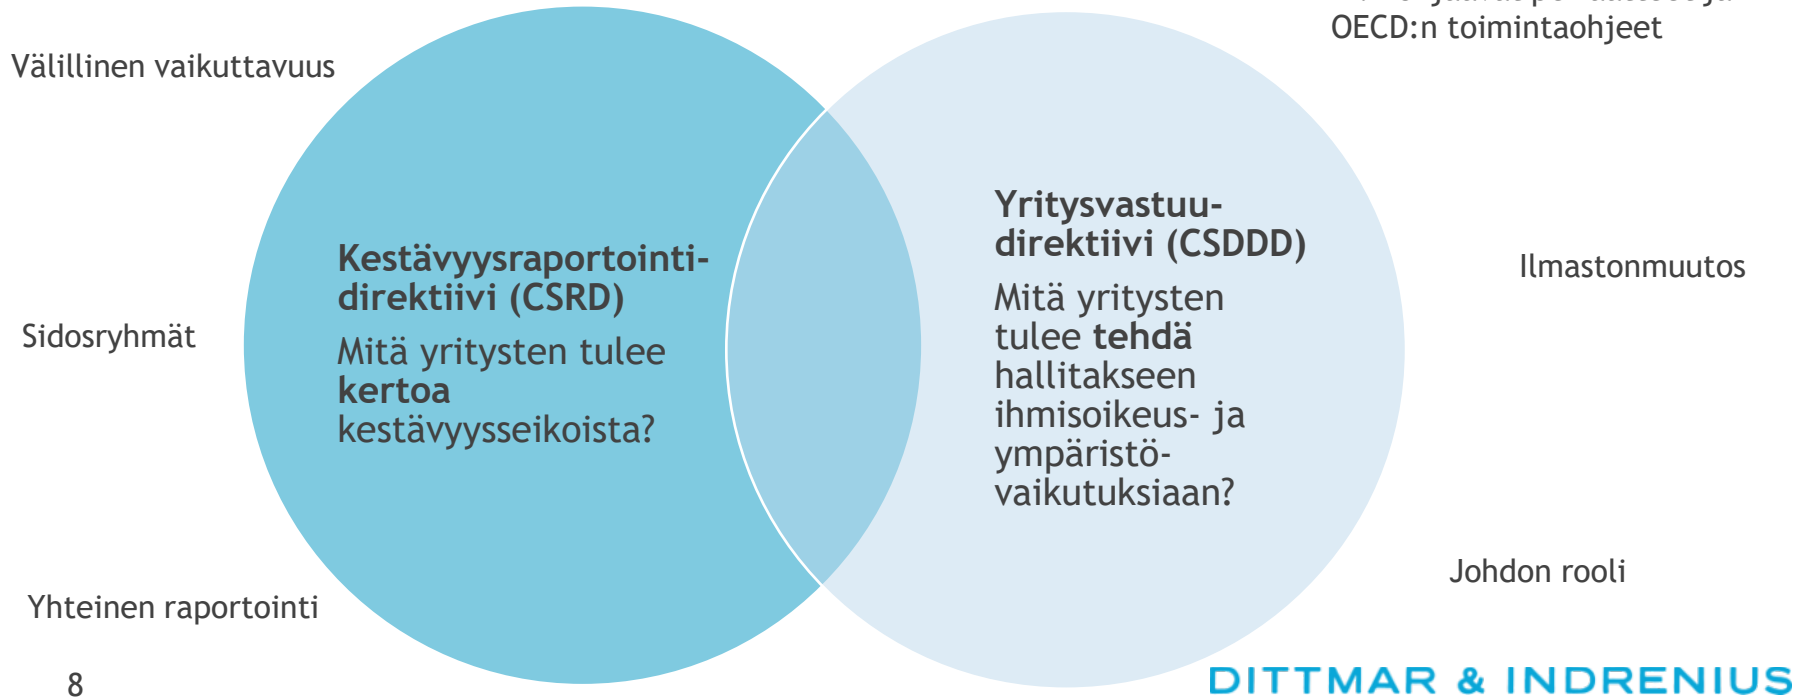 OECD:n toimintaohjeet
Välillinen vaikuttavuus
Sidosryhmät
Yhteinen raportointi
Kestävyysraportointi-
direktiivi (CSRD)
Mitä yritysten tulee
kertoa
kestävyysseikoista?
Yritysvastuu-
direktiivi (CSDDD)
Mitä yritysten
tulee tehdä
hallitakseen
ihmisoikeus- ja
ympäristö-
vaikutuksiaan?
Ilmastonmuutos
Johdon rooli
8
DITTMAR & INDRENIUS